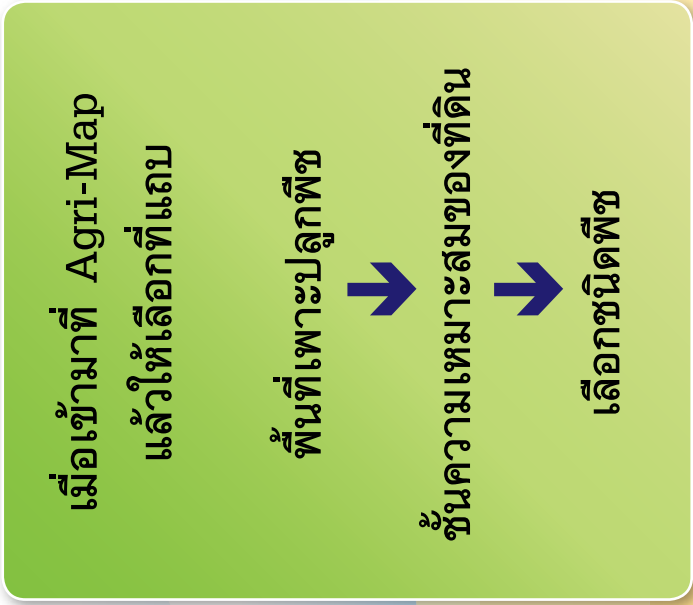 เมื่อเข้ามาที่ Agri-Map
แล้วให้เลือกที่แถบ
พื้นที่เพาะปลูกพืช
ชั้นความเหมาะสมของที่ดิน
เลือกชนิดพืช